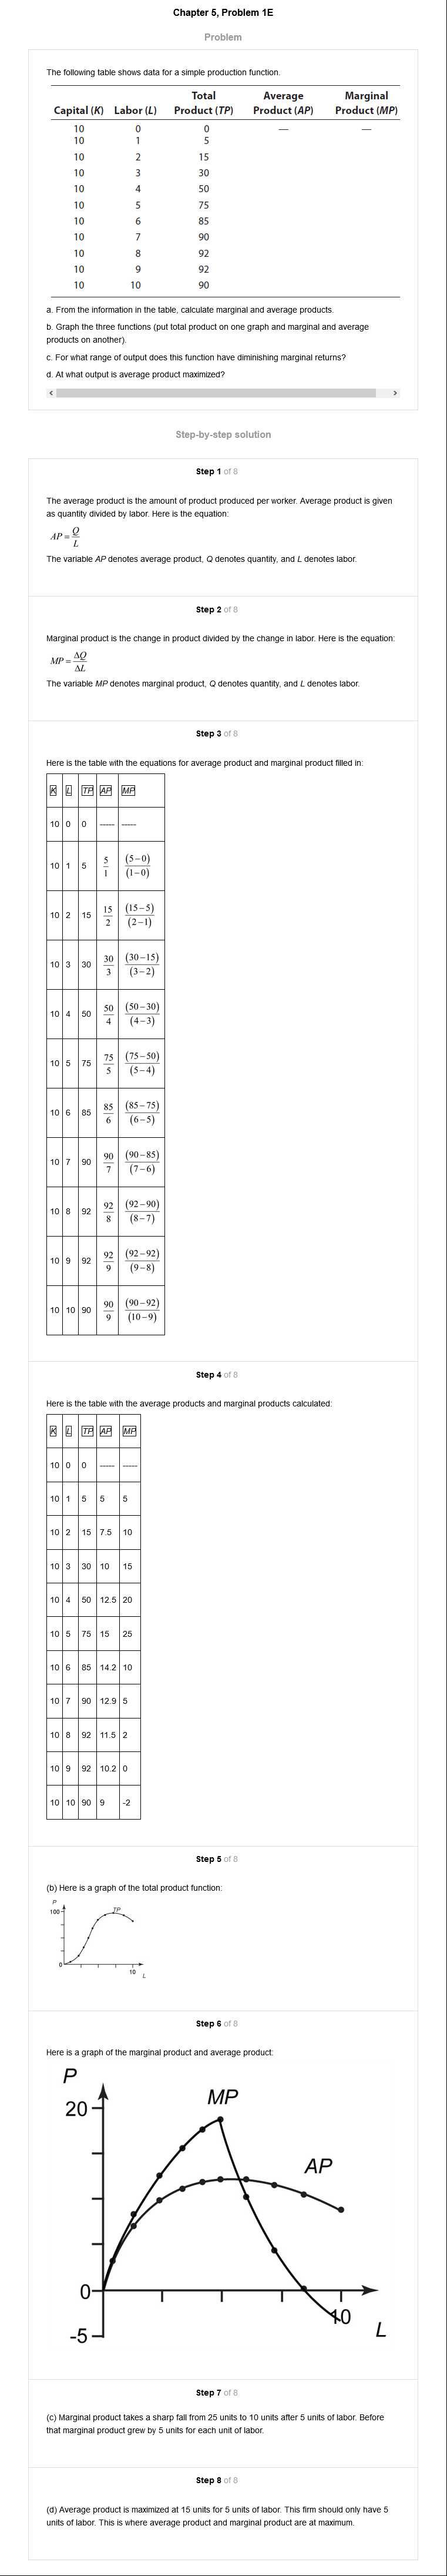 Chapter 5, Problem 1E
Problem
The following table shows data for a simple production function.
Total Average Marginal
Capital (K) Labor (L) Product (TP) Product (AP) Product (MP)
10 0 0 — —
10 1 5
10 2 15
10 3 30
10 4 50
10 5 75
10 6 85
10 7 90
10 8 92
10 9 92
10 10 90
a. From the information in the table, calculate marginal and average products.
b. Graph the three functions (put total product on one graph and marginal and average
products on another).
c. For what range of output does this function have diminishing marginal returns?
d. At what output is average product maximized?
Step-by-step solution
Step 1 of 8
The average product is the amount of product produced per worker. Average product is given
as quantity divided by labor. Here is the equation:
AP = Q/L
The variable AP denotes average product, Q denotes quantity, and L denotes labor.
Step 2 of 8
Marginal product is the change in product divided by the change in labor. Here is the equation:
MP = ΔQ/ΔL
The variable MP denotes marginal product, Q denotes quantity, and L denotes labor.
Step 3 of 8
Here is the table with the equations for average product and marginal product filled in:
K L TP AP MP
10 0 0 ----- -----
10 1 5 5/1 (5−0)/(1−0)
10 2 15 15/2 (15−5)/(2−1)
10 3 30 30/3 (30−15)/(3−2)
10 4 50 50/4 (50−30)/(4−3)
10 5 75 75/5 (75−50)/(5−4)
10 6 85 85/6 (85−75)/(6−5)
10 7 90 90/7 (90−85)/(7−6)
10 8 92 92/8 (92−90)/(8−7)
10 9 92 92/9 (92−92)/(9−8)
10 10 90 90/9 (90−92)/(10−9)
Step 4 of 8
Here is the table with the average products and marginal products calculated:
K L TP AP MP
10 0 0 ----- -----
10 1 5 5 5
10 2 15 7.5 10
10 3 30 10 15
10 4 50 12.5 20
10 5 75 15 25
10 6 85 14.2 10
10 7 90 12.9 5
10 8 92 11.5 2
10 9 92 10.2 0
10 10 90 9 -2
Step 5 of 8
(b) Here is a graph of the total product function:
P
100
TP
0
10
L
Step 6 of 8
Here is a graph of the marginal product and average product:
P
MP
20
AP
0
10
L
-5
Step 7 of 8
(c) Marginal product takes a sharp fall from 25 units to 10 units after 5 units of labor. Before
that marginal product grew by 5 units for each unit of labor.
Step 8 of 8
(d) Average product is maximized at 15 units for 5 units of labor. This firm should only have 5
units of labor. This is where average product and marginal product are at maximum.